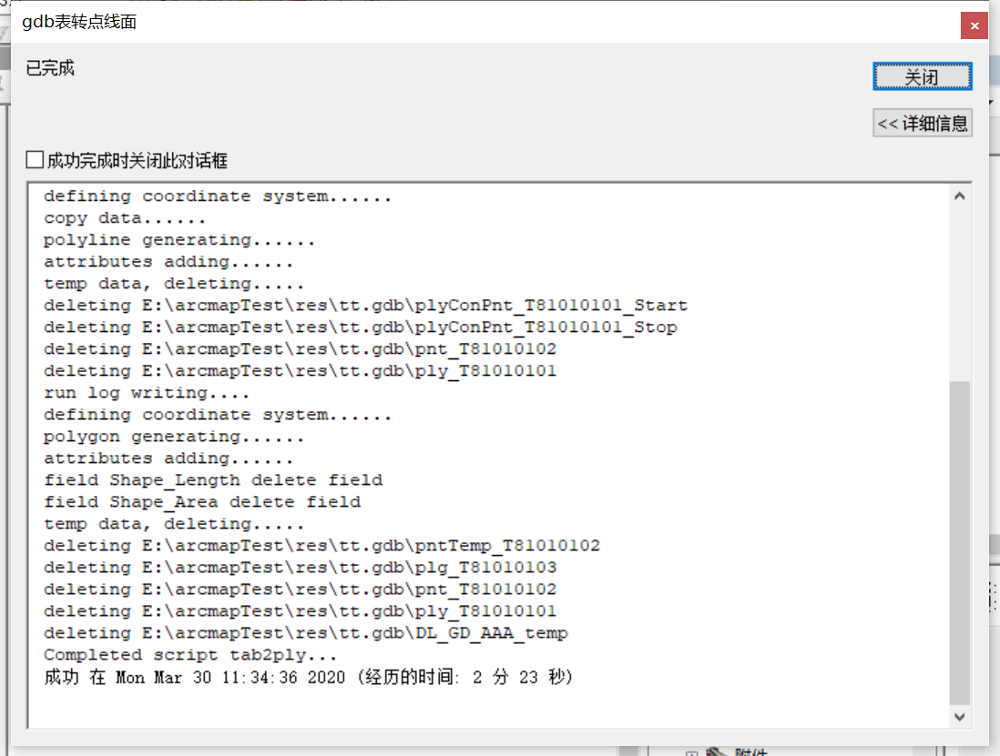 gdb表转点线面
已完成
关闭
<< 详细信息
成功完成时关闭此对话框
defining coordinate system......
copy data......
polyline generating......
attributes adding......
temp data, deleting.....
deleting E:\arcmapTest\res\tt.gdb\plyConPnt_T81010101_Start
deleting E:\arcmapTest\res\tt.gdb\plyConPnt_T81010101_Stop
deleting E:\arcmapTest\res\tt.gdb\pnt_T81010102
deleting E:\arcmapTest\res\tt.gdb\ply_T81010101
run log writing....
defining coordinate system......
polygon generating......
attributes adding......
field Shape_Length delete field
field Shape_Area delete field
temp data, deleting.....
deleting E:\arcmapTest\res\tt.gdb\pntTemp_T81010102
deleting E:\arcmapTest\res\tt.gdb\plg_T81010103
deleting E:\arcmapTest\res\tt.gdb\pnt_T81010102
deleting E:\arcmapTest\res\tt.gdb\ply_T81010101
deleting E:\arcmapTest\res\tt.gdb\DL_GD_AAA_temp
Completed script tab2ply...
成功 在 Mon Mar 30 11:34:36 2020 (经历的时间: 2 分 23 秒)